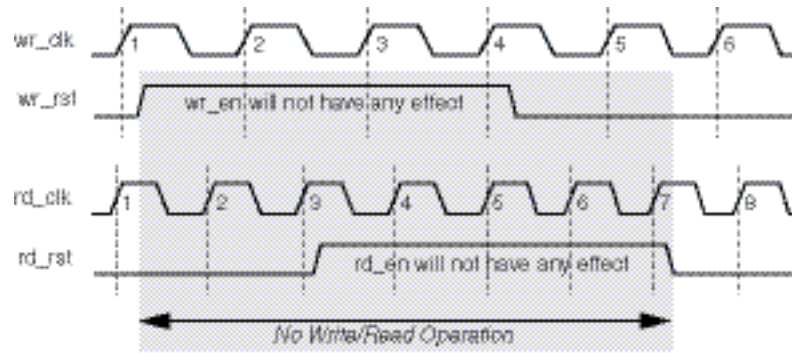 wr_clk 1 2 3 4 5 6
wr_rst wr_en will not have any effect
rd_clk 1 2 3 4 5 6 7 8
rd_rst rd_en will not have any effect
No Write/Read Operation